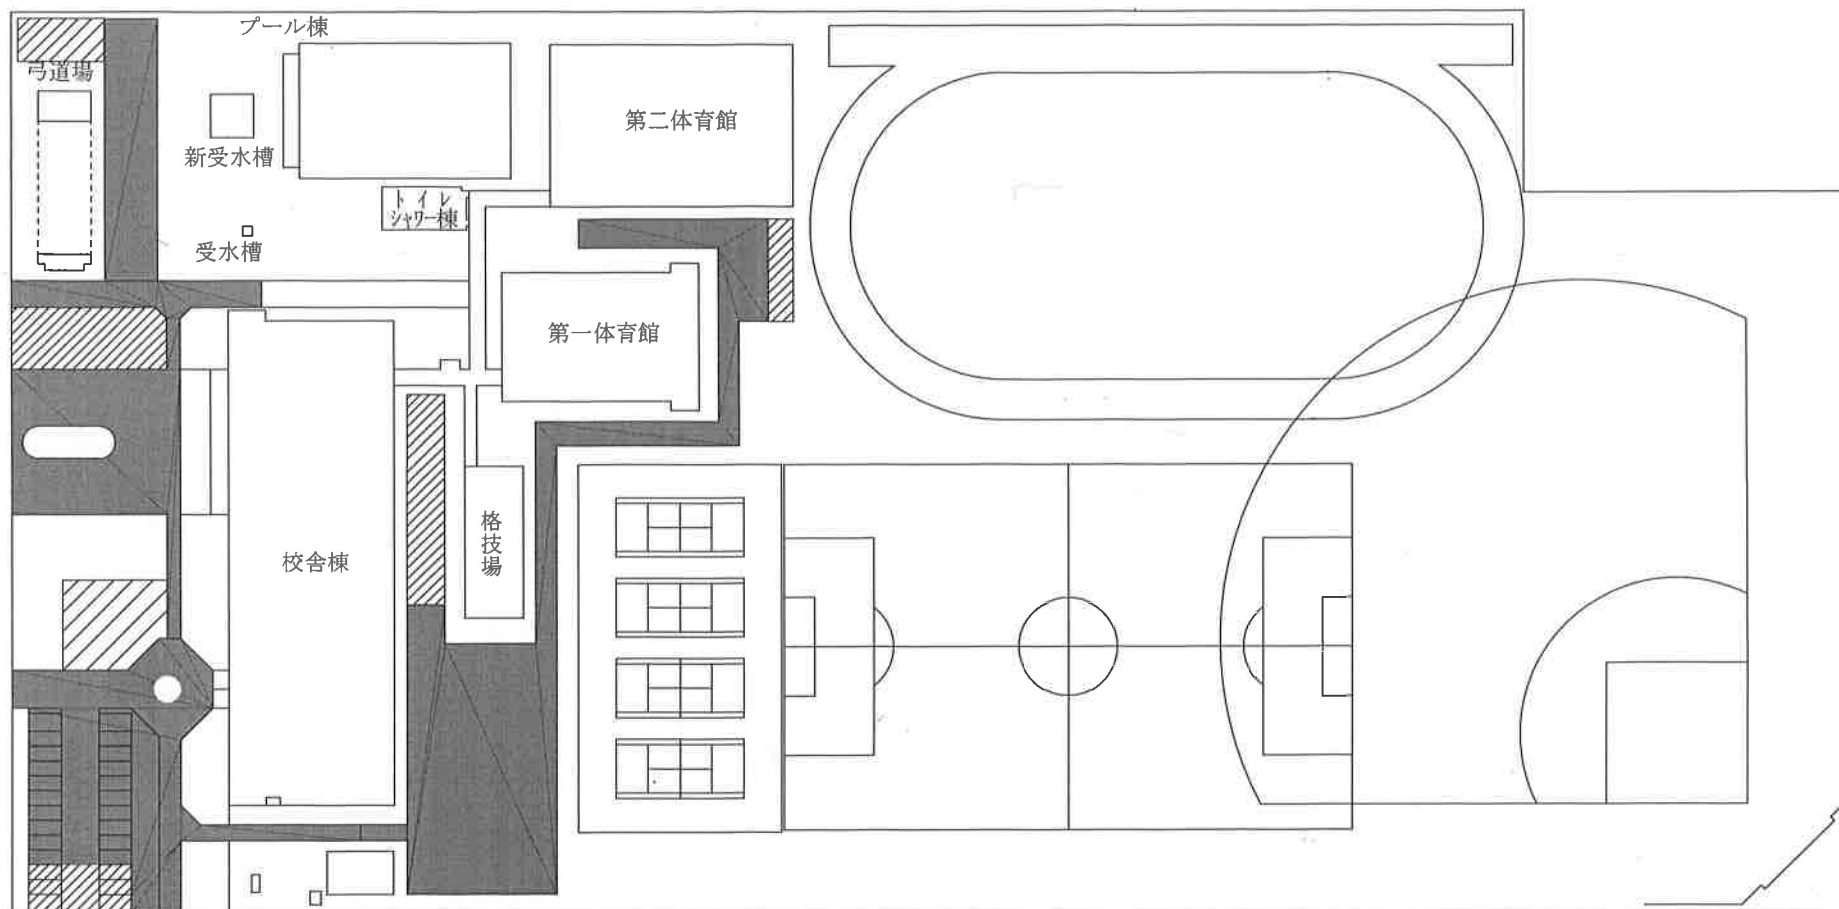 プール棟
弓道場
第二体育館
新受水槽
トイレ
シャワー棟
受水槽
第一体育館
格技場
校舎棟